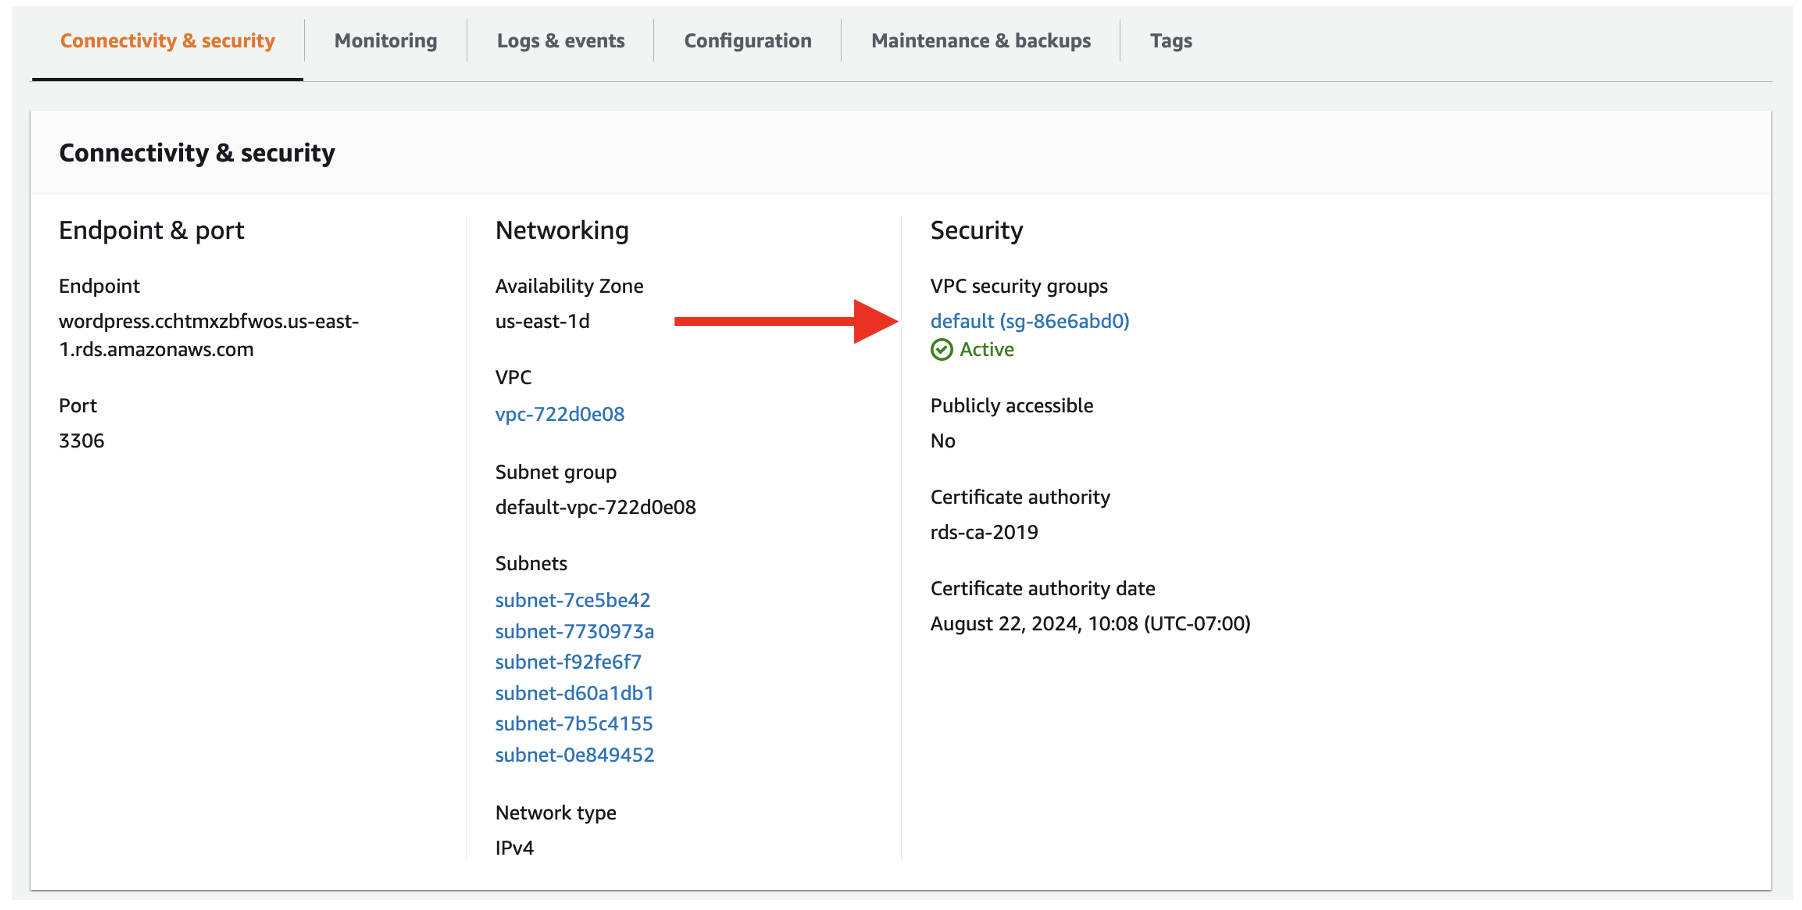 Connectivity & security
Monitoring
Logs & events
Configuration
Maintenance & backups
Tags
Connectivity & security
Endpoint & port
Endpoint
wordpress.cchtmxzbfwos.us-east-
1.rds.amazonaws.com
Port
3306
Networking
Availability Zone
us-east-1d
VPC
vpc-722d0e08
Subnet group
default-vpc-722d0e08
Subnets
subnet-7ce5be42
subnet-7730973a
subnet-f92fe6f7
subnet-d60a1db1
subnet-7b5c4155
subnet-0e849452
Network type
IPv4
Security
VPC security groups
default (sg-86e6abd0)
Active
Publicly accessible
No
Certificate authority
rds-ca-2019
Certificate authority date
August 22, 2024, 10:08 (UTC-07:00)